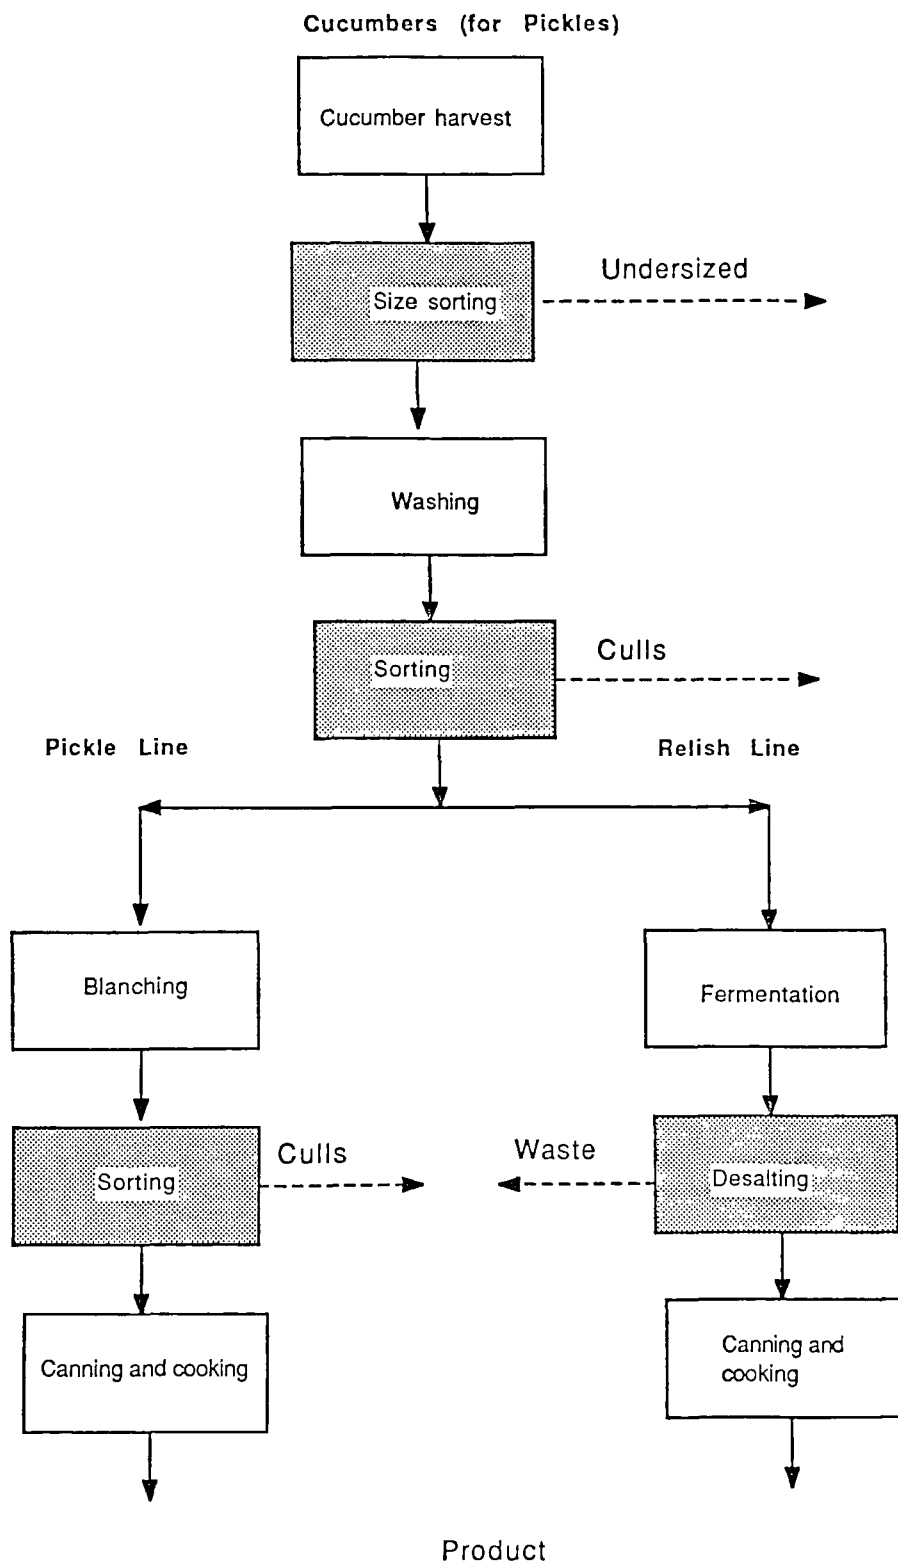 Cucumbers (for Pickles)
Cucumber harvest
Undersized
Size sorting
Washing
Culls
Sorting
Pickle Line
Relish Line
Blanching
Fermentation
Culls
Waste
Sorting
Desalting
Canning and cooking
Canning and
cooking
Product